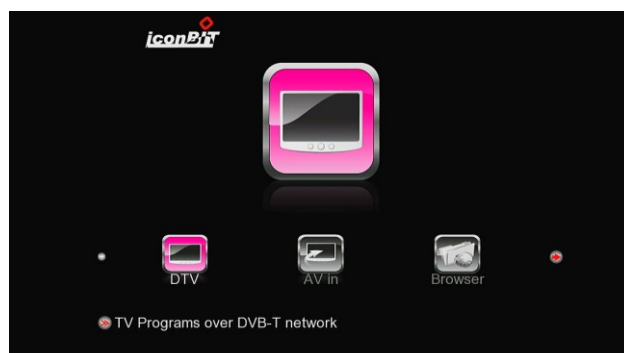 iconBIT
DTV
AV in
Browser
TV Programs over DVB-T network